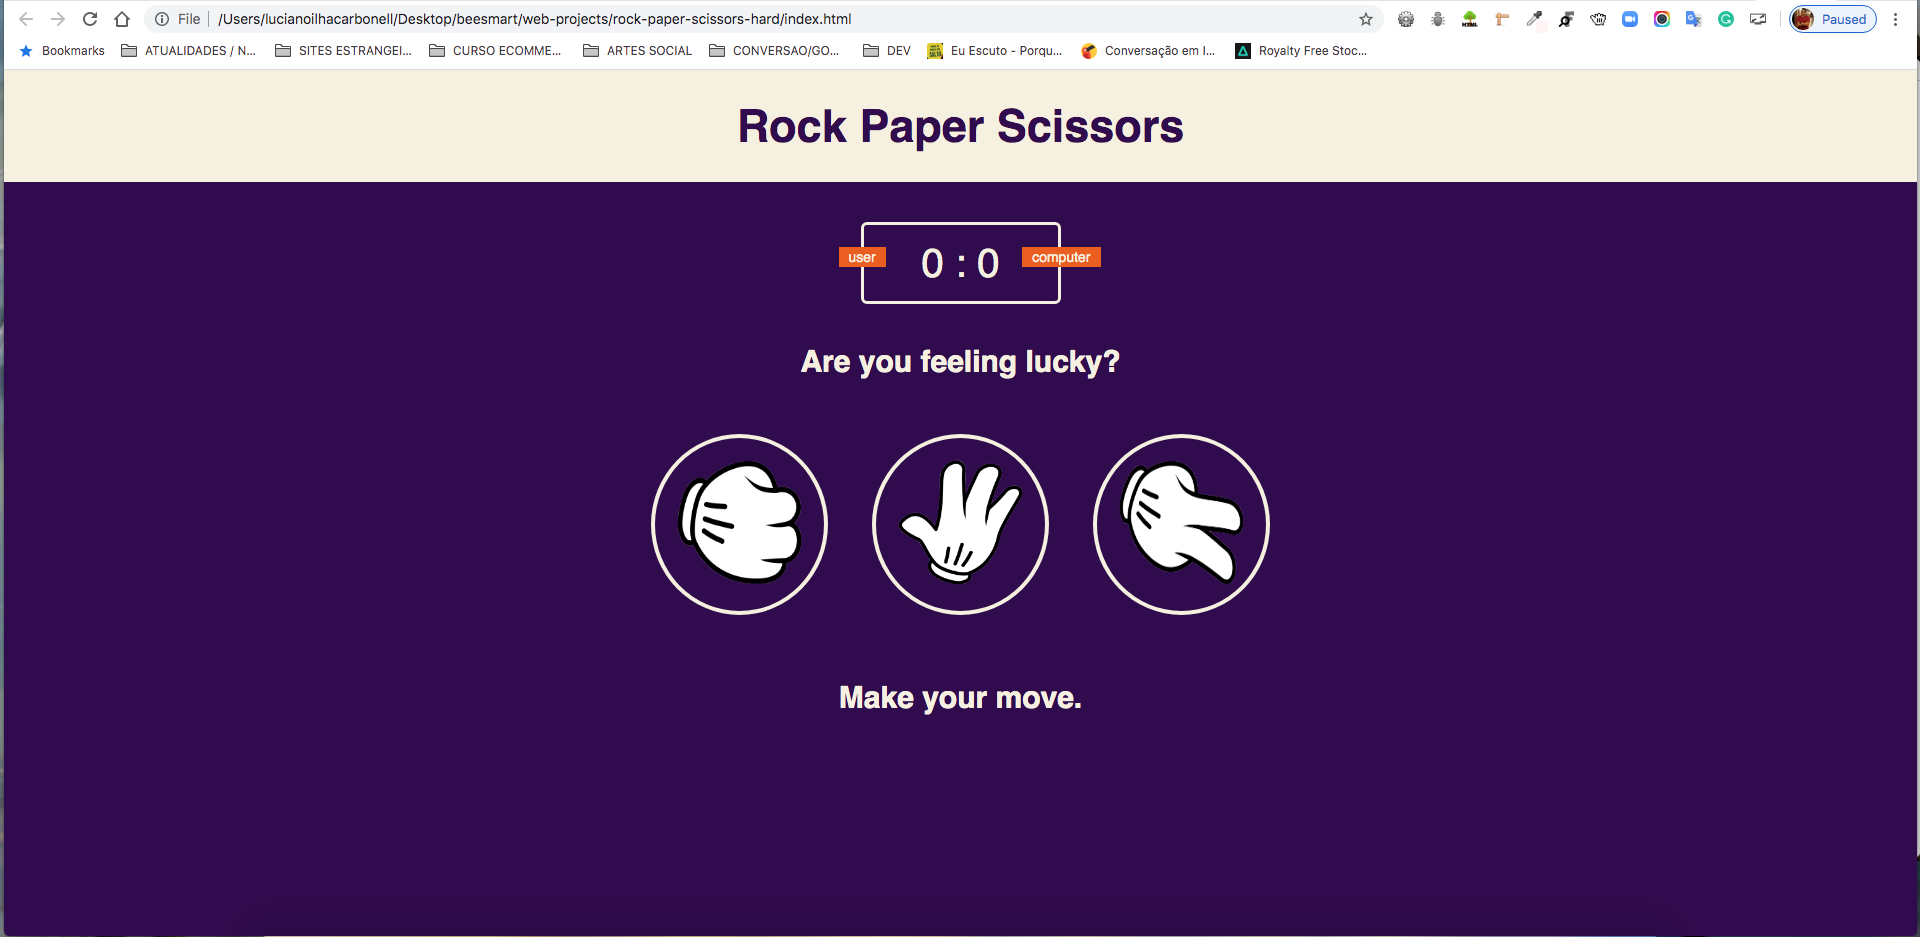 File /Users/lucianoilhacarbonell/Desktop/beesmart/web-projects/rock-paper-scissors-hard/index.html Paused
Bookmarks ATUALIDADES / N... SITES ESTRANGEI... CURSO ECOMME... ARTES SOCIAL CONVERSAO/GO... DEV Eu Escuto - Porqu... Conversação em I... Royalty Free Stoc...
Rock Paper Scissors
user 0 : 0 computer
Are you feeling lucky?
Make your move.